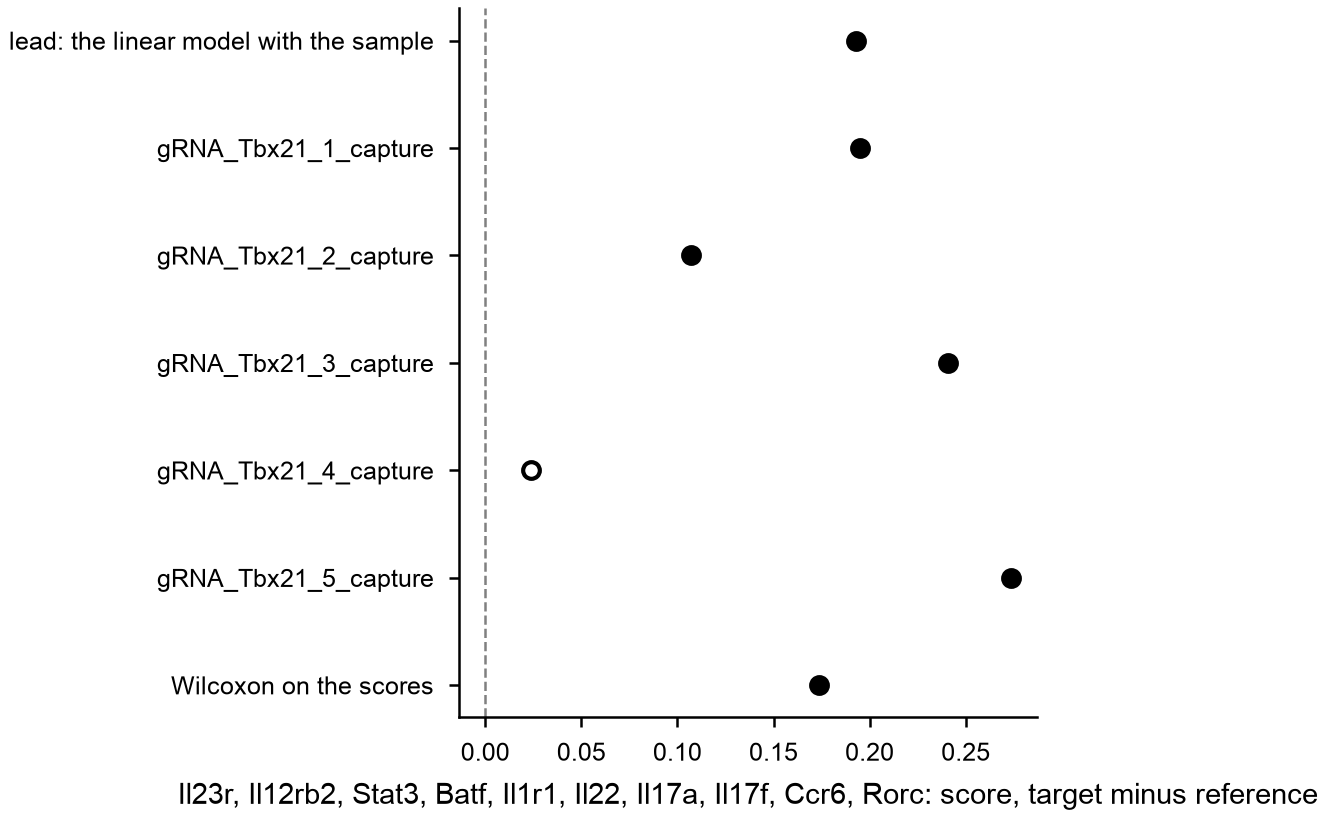 lead: the linear model with the sample
gRNA_Tbx21_1_capture
gRNA_Tbx21_2_capture
gRNA_Tbx21_3_capture
gRNA_Tbx21_4_capture
gRNA_Tbx21_5_capture
Wilcoxon on the scores
0.00 0.05 0.10 0.15 0.20 0.25
Il23r, Il12rb2, Stat3, Batf, Il1r1, Il22, Il17a, Il17f, Ccr6, Rorc: score, target minus reference